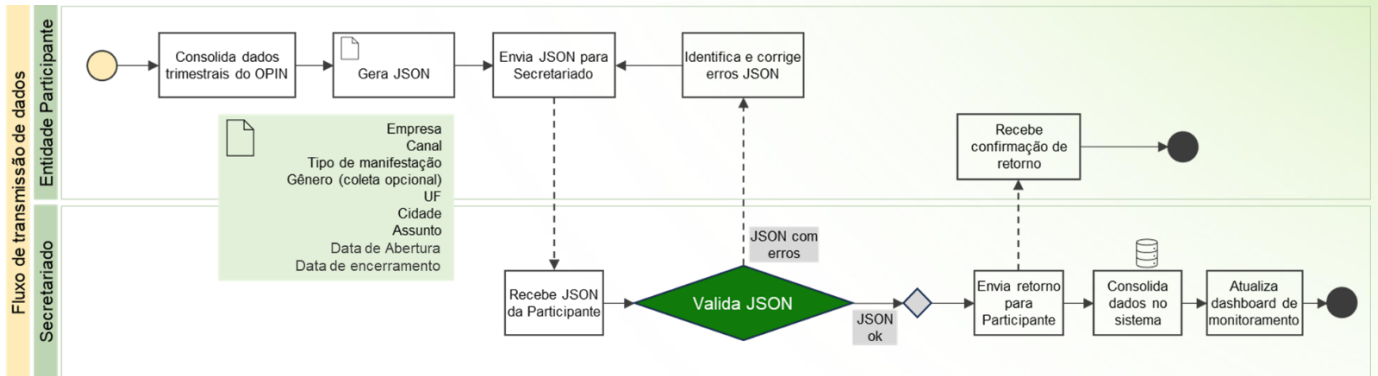 Fluxo de transmissão de dados
Entidade Participante
Consolida dados
trimestrais do OPIN
Gera JSON
Envia JSON para
Secretariado
Identifica e corrige
erros JSON
Empresa
Canal
Tipo de manifestação
Gênero (coleta opcional)
UF
Cidade
Assunto
Data de Abertura
Data de encerramento
Recebe
confirmação de
retorno
Secretariado
Recebe JSON
da Participante
Valida JSON
JSON com
erros
JSON
ok
Envia retorno
para
Participante
Consolida
dados no
sistema
Atualiza
dashboard de
monitoramento